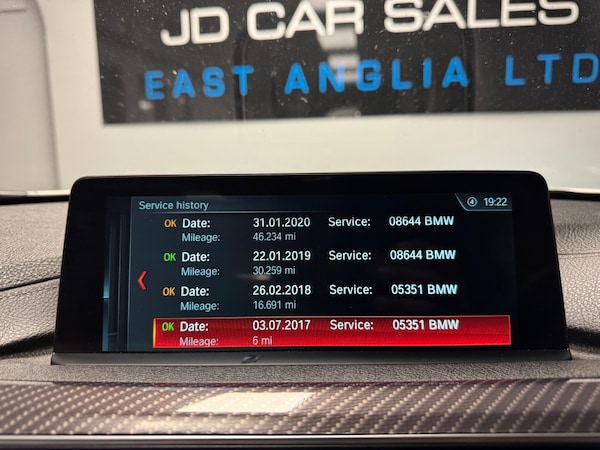 JD CAR SALES
EAST ANGLIA LTD
Service history 19:22
OK Date: 31.01.2020 Service: 08644 BMW
Mileage: 46.234 mi
OK Date: 22.01.2019 Service: 08644 BMW
Mileage: 30.259 mi
OK Date: 26.02.2018 Service: 05351 BMW
Mileage: 16.691 mi
OK Date: 03.07.2017 Service: 05351 BMW
Mileage: 6 mi